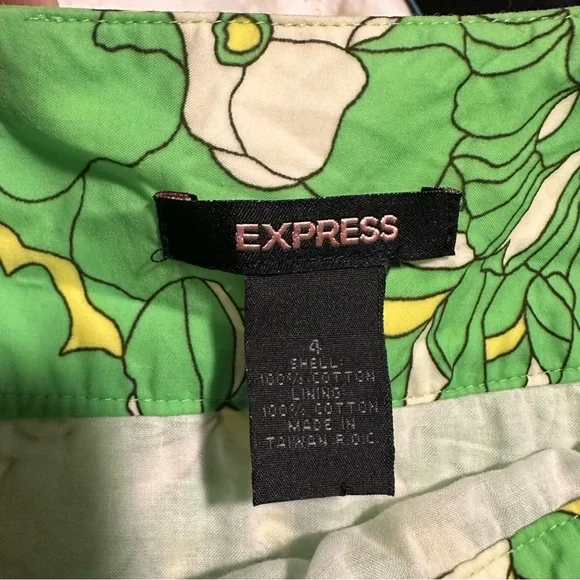 EXPRESS
4
SHELL:
100% COTTON
LINING
100% COTTON
MADE IN
TAIWAN R.O.C.